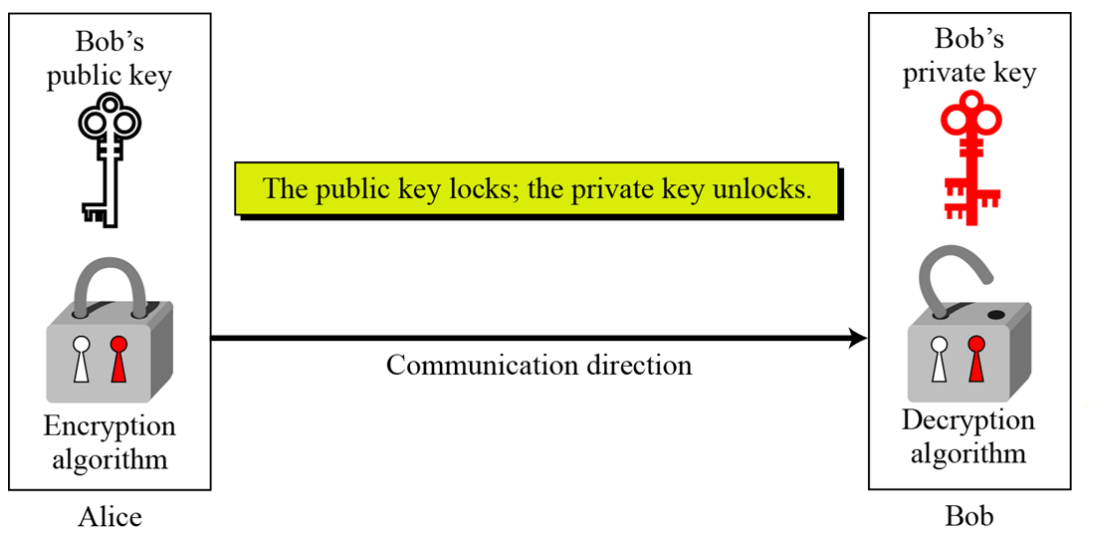 Bob’s
public key
Encryption
algorithm
Alice
The public key locks; the private key unlocks.
Communication direction
Bob’s
private key
Decryption
algorithm
Bob